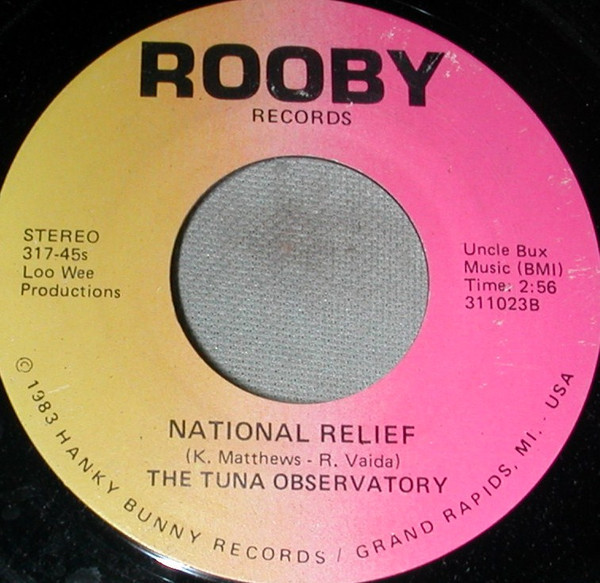 ROOBY
RECORDS
STEREO
317-45s
Loo Wee
Productions
Uncle Bux
Music (BMI)
Time: 2:56
311023B
NATIONAL RELIEF
(K. Matthews - R. Vaida)
THE TUNA OBSERVATORY
© 1983 HANKY BUNNY RECORDS / GRAND RAPIDS, MI. - USA